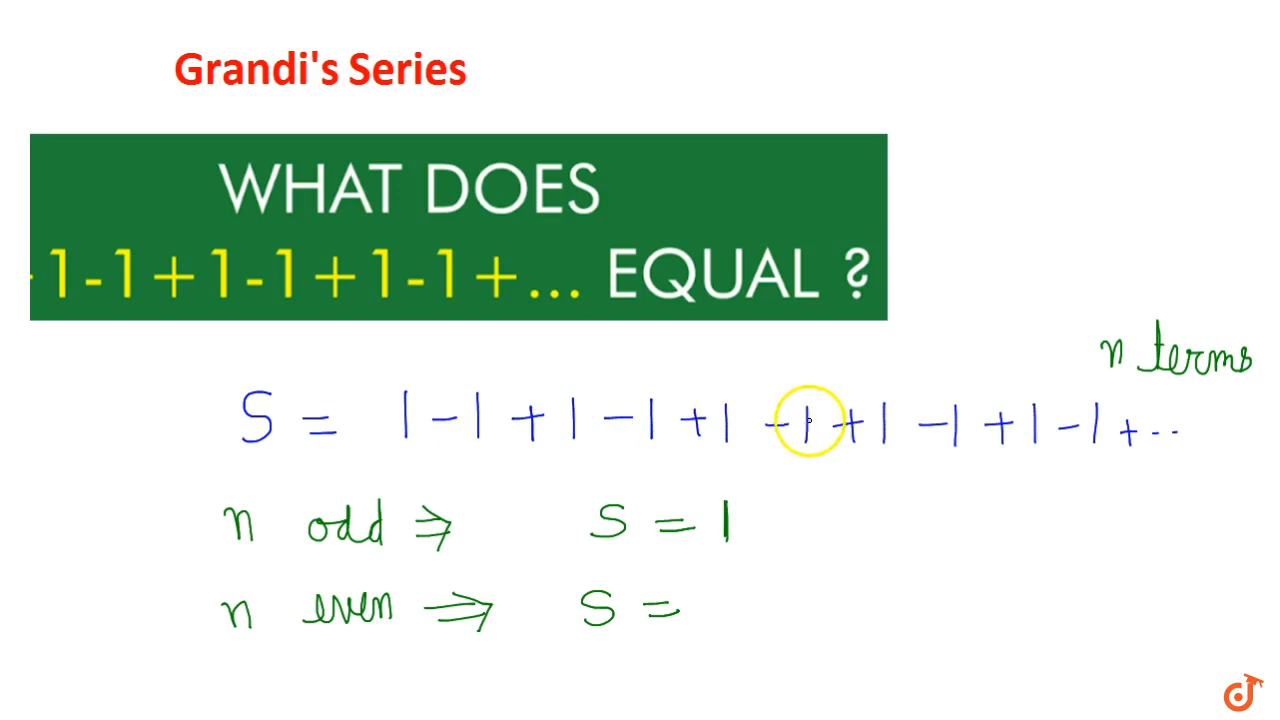 Grandi's Series
WHAT DOES
1-1+1-1+1-1+... EQUAL ?
n terms
S = 1 - 1 + 1 - 1 + 1 - 1 + 1 - 1 + 1 - 1 + ...
n odd ⇒ S = 1
n even ⇒ S =